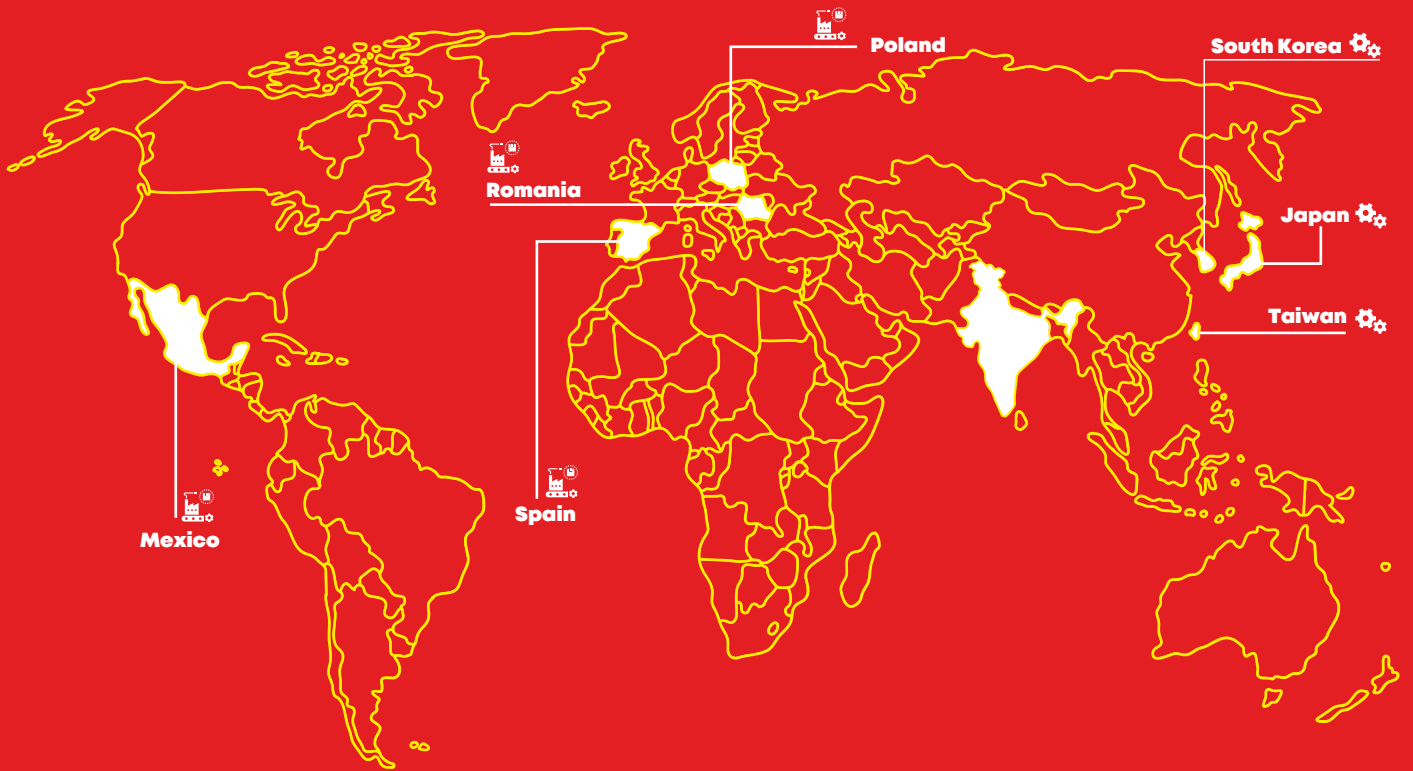 Poland
South Korea
Romania
Japan
Taiwan
Spain
Mexico